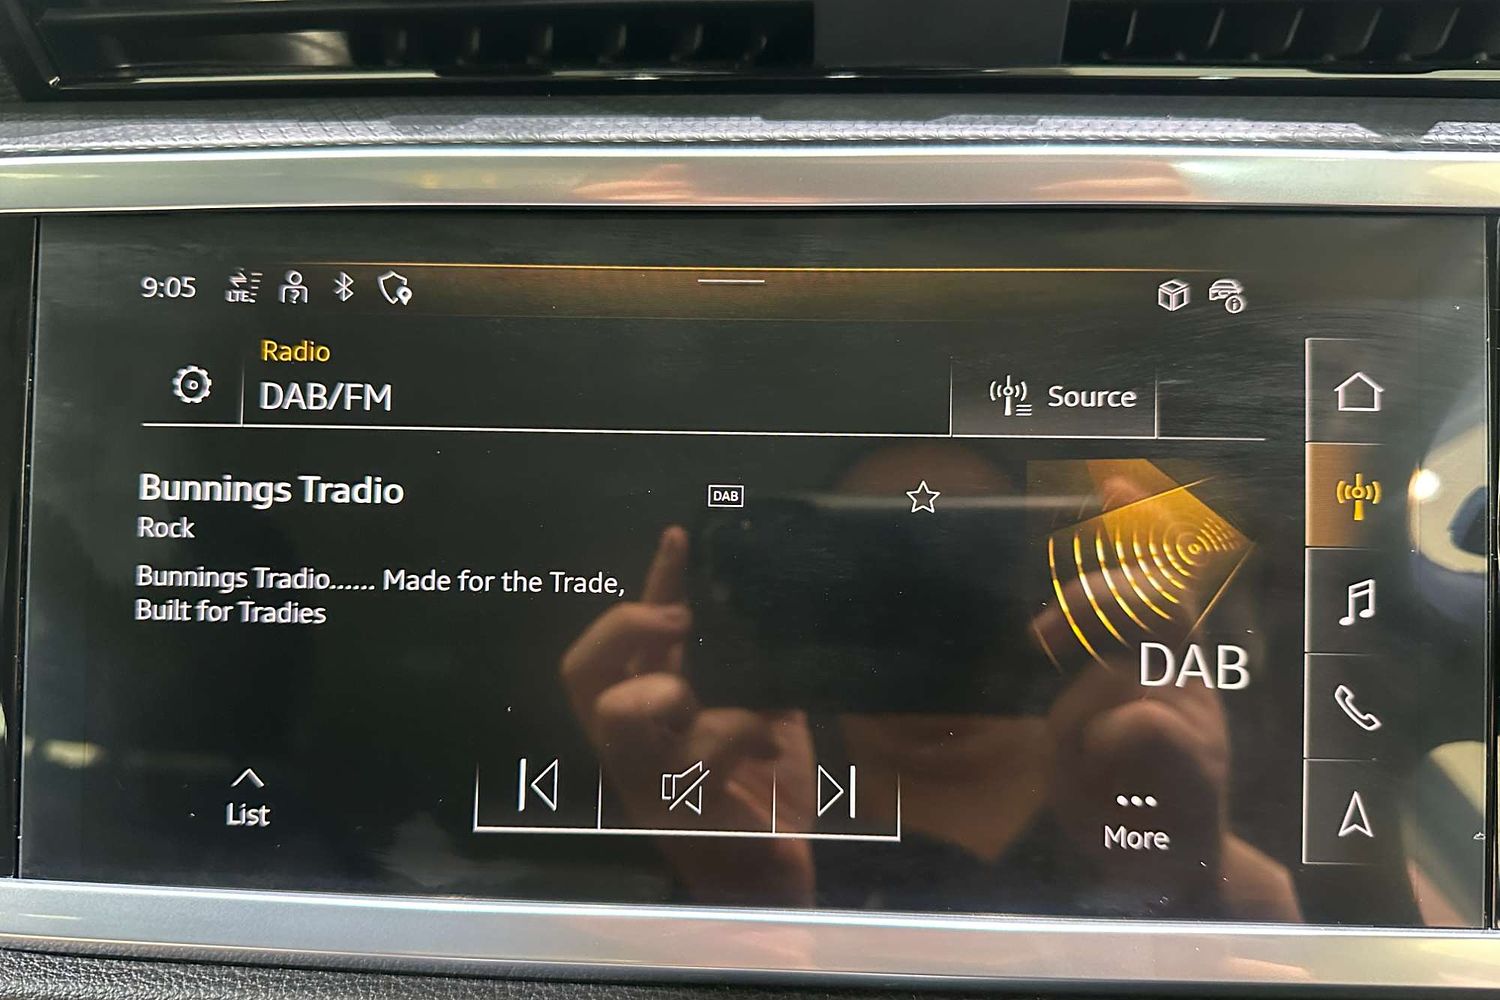 9:05
LTE
Radio
DAB/FM
Source
Bunnings Tradio
DAB
Rock
Bunnings Tradio...... Made for the Trade,
Built for Tradies
DAB
List
More